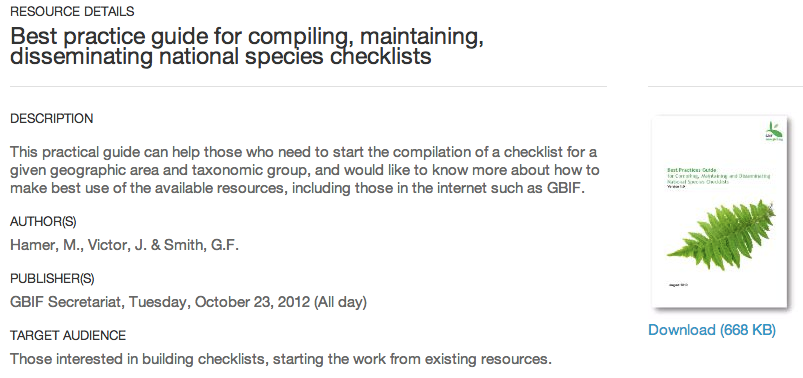 RESOURCE DETAILS
Best practice guide for compiling, maintaining,
disseminating national species checklists
DESCRIPTION
This practical guide can help those who need to start the compilation of a checklist for a
given geographic area and taxonomic group, and would like to know more about how to
make best use of the available resources, including those in the internet such as GBIF.
AUTHOR(S)
Hamer, M., Victor, J. & Smith, G.F.
PUBLISHER(S)
GBIF Secretariat, Tuesday, October 23, 2012 (All day)
TARGET AUDIENCE
Those interested in building checklists, starting the work from existing resources.
Best Practices Guide
for Compiling, Maintaining and Disseminating
National Species Checklists
Version 1.0
August 2012
Download (668 KB)